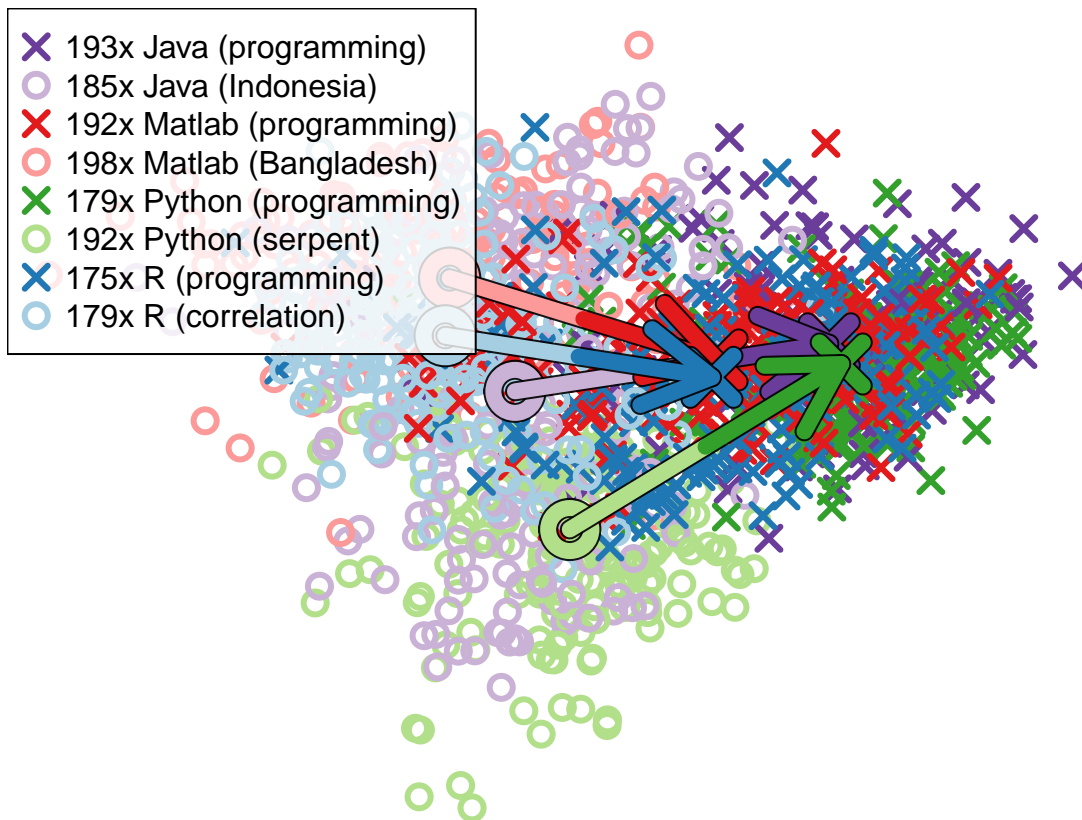 193x Java (programming)
185x Java (Indonesia)
192x Matlab (programming)
198x Matlab (Bangladesh)
179x Python (programming)
192x Python (serpent)
175x R (programming)
179x R (correlation)